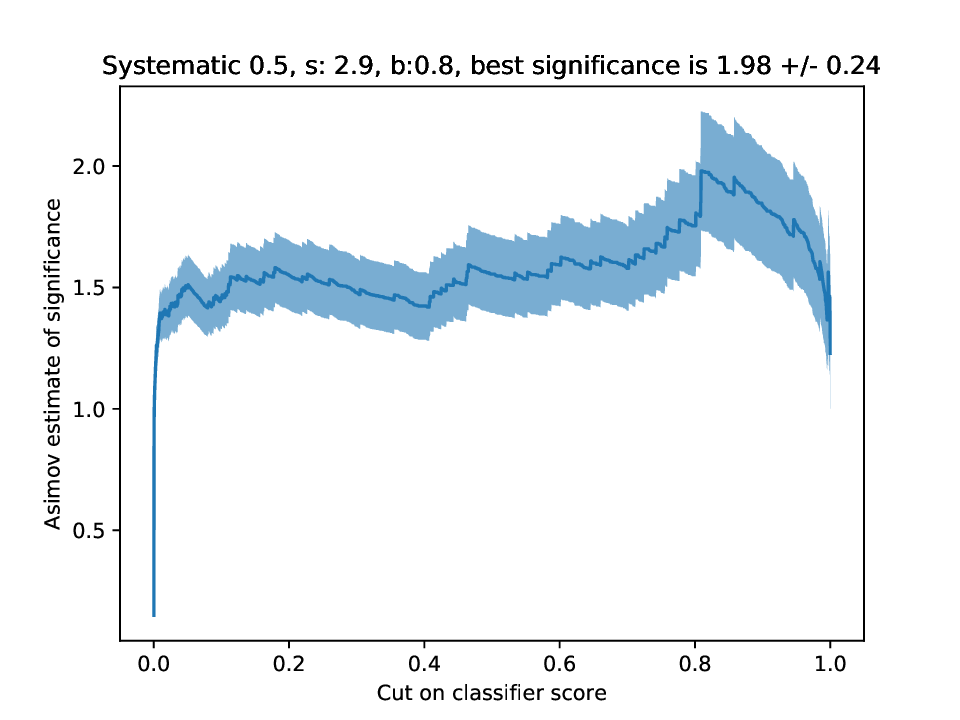 Systematic 0.5, s: 2.9, b:0.8, best significance is 1.98 +/- 0.24
Asimov estimate of significance
2.0
1.5
1.0
0.5
0.0 0.2 0.4 0.6 0.8 1.0
Cut on classifier score